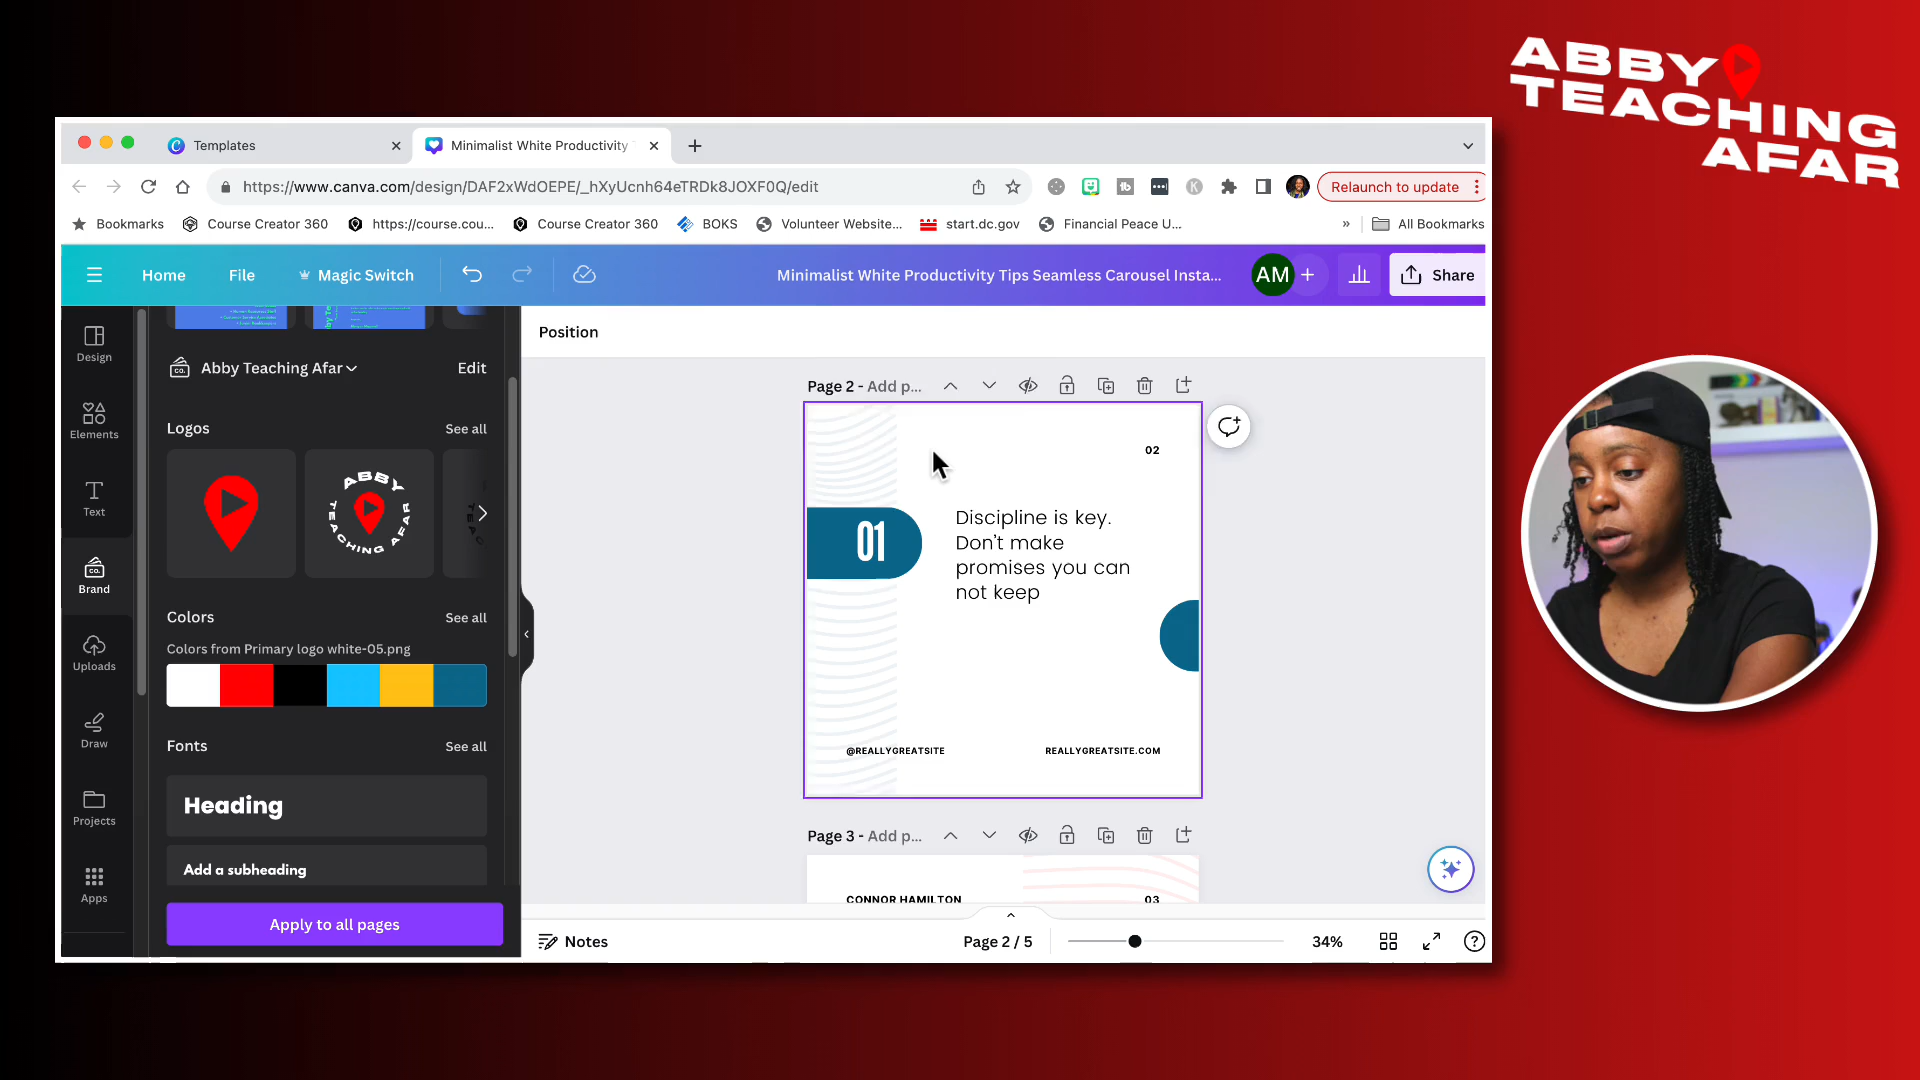 ABBY
TEACHING
AFAR
Templates
Minimalist White Productivity
https://www.canva.com/design/DAF2xWdOEPE/_hXyUcnh64eTRDk8JOXF0Q/edit
Relaunch to update
Bookmarks
Course Creator 360
https://course.cou...
Course Creator 360
BOKS
Volunteer Website...
start.dc.gov
Financial Peace U...
»
All Bookmarks
Home
File
Magic Switch
Minimalist White Productivity Tips Seamless Carousel Insta...
AM
Share
Design
Elements
Text
Brand
Uploads
Draw
Projects
Apps
CO.
Abby Teaching Afar
Edit
Logos
See all
ABBY
TEACHING AFAR
Colors
See all
Colors from Primary logo white-05.png
Fonts
See all
Heading
Add a subheading
Apply to all pages
Position
Page 2 - Add p...
02
01
Discipline is key.
Don't make
promises you can
not keep
@REALLYGREATSITE
REALLYGREATSITE.COM
Page 3 - Add p...
CONNOR HAMILTON
03
Notes
Page 2 / 5
34%